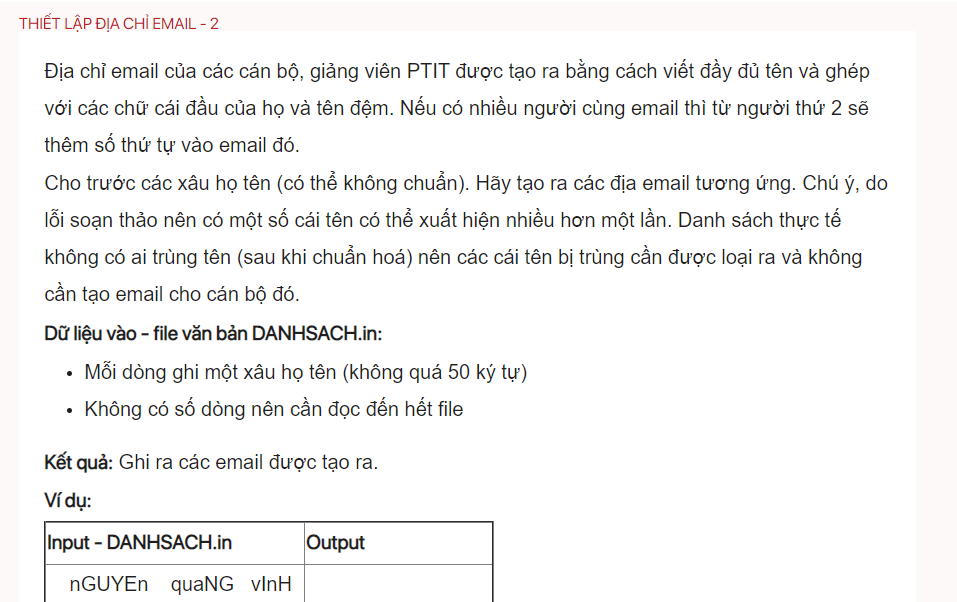 THIẾT LẬP ĐỊA CHỈ EMAIL - 2
Địa chỉ email của các cán bộ, giảng viên PTIT được tạo ra bằng cách viết đầy đủ tên và ghép
với các chữ cái đầu của họ và tên đệm. Nếu có nhiều người cùng email thì từ người thứ 2 sẽ
thêm số thứ tự vào email đó.
Cho trước các xâu họ tên (có thể không chuẩn). Hãy tạo ra các địa email tương ứng. Chú ý, do
lỗi soạn thảo nên có một số cái tên có thể xuất hiện nhiều hơn một lần. Danh sách thực tế
không có ai trùng tên (sau khi chuẩn hoá) nên các cái tên bị trùng cần được loại ra và không
cần tạo email cho cán bộ đó.
Dữ liệu vào - file văn bản DANHSACH.in:
• Mỗi dòng ghi một xâu họ tên (không quá 50 ký tự)
• Không có số dòng nên cần đọc đến hết file
Kết quả: Ghi ra các email được tạo ra.
Ví dụ:
Input - DANHSACH.in Output
nGUYEn quaNG vInH